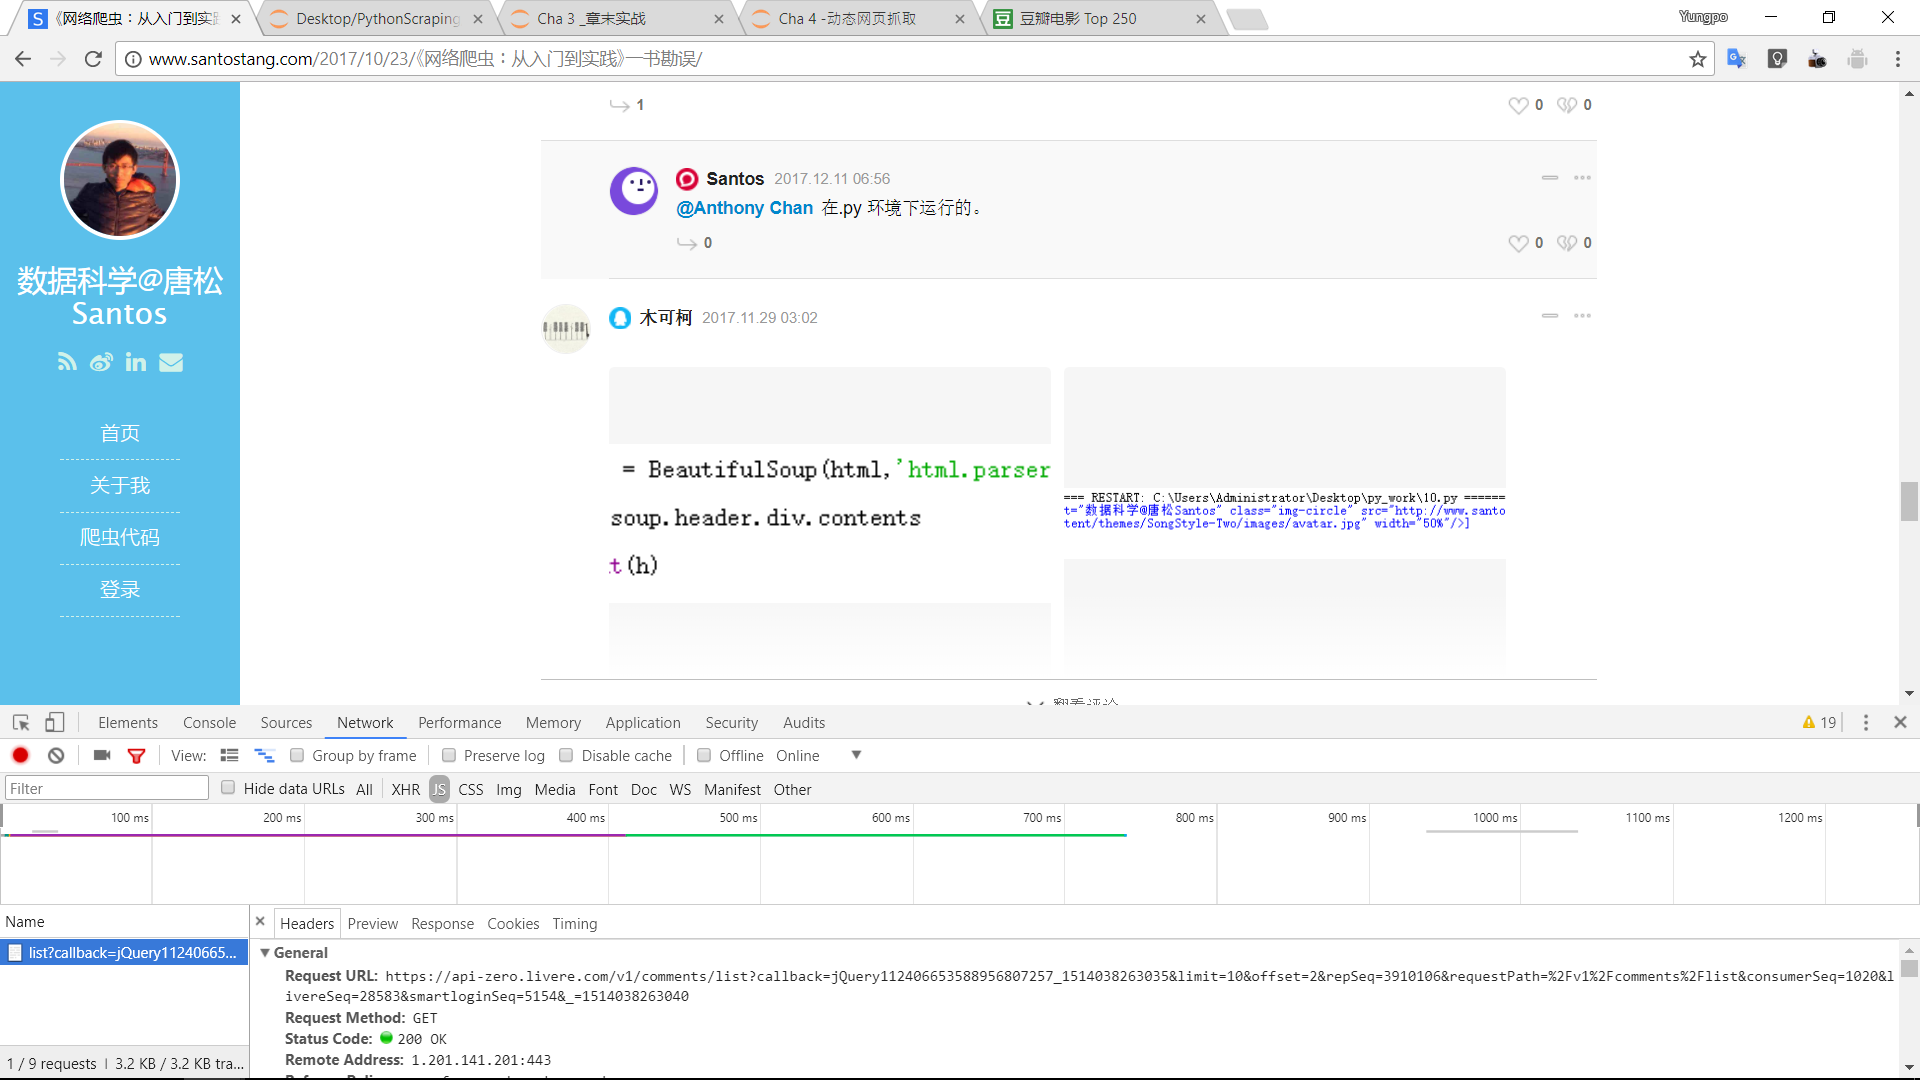 《网络爬虫：从入门到实践
Desktop/PythonScraping
Cha 3 _章末实战
Cha 4 -动态网页抓取
豆瓣电影 Top 250
Yungpo
www.santostang.com/2017/10/23/《网络爬虫：从入门到实践》一书勘误/
1
0
0
Santos 2017.12.11 06:56
@Anthony Chan 在.py 环境下运行的。
0
0
0
数据科学@唐松
Santos
首页
关于我
爬虫代码
登录
木可柯 2017.11.29 03:02
= BeautifulSoup(html,'html.parser
soup.header.div.contents
t(h)
=== RESTART: C:\Users\Administrator\Desktop\py_work\10.py ======
t="数据科学@唐松Santos" class="img-circle" src="http://www.santo
tent/themes/SongStyle-Two/images/avatar.jpg" width="50%"/>]
翻看评论
Elements Console Sources Network Performance Memory Application Security Audits 19
View: Group by frame Preserve log Disable cache Offline Online
Filter Hide data URLs All XHR JS CSS Img Media Font Doc WS Manifest Other
100 ms 200 ms 300 ms 400 ms 500 ms 600 ms 700 ms 800 ms 900 ms 1000 ms 1100 ms 1200 ms
Name
list?callback=jQuery11240665...
1 / 9 requests | 3.2 KB / 3.2 KB tra...
Headers Preview Response Cookies Timing
General
Request URL: https://api-zero.livere.com/v1/comments/list?callback=jQuery112406653588956807257_1514038263035&limit=10&offset=2&repSeq=3910106&requestPath=%2Fv1%2Fcomments%2Flist&consumerSeq=1020&l
ivereSeq=28583&smartloginSeq=5154&_=1514038263040
Request Method: GET
Status Code: 200 OK
Remote Address: 1.201.141.201:443